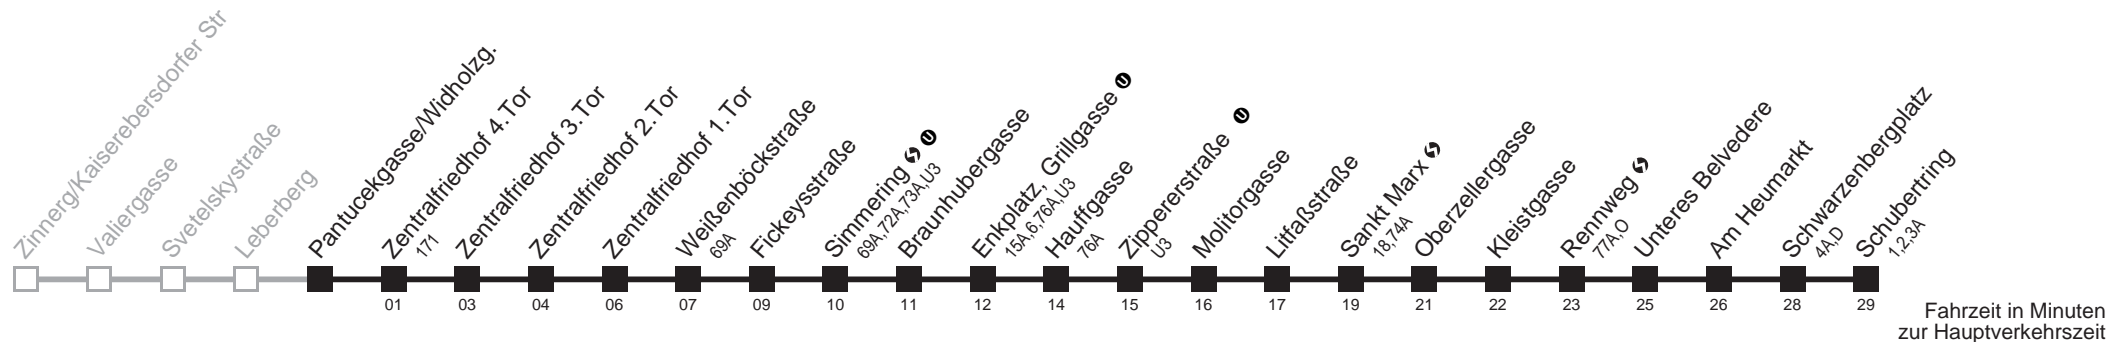 Zinnerg/Kaiserebersdorfer Str
Valiergasse
Svetelskystraße
Leberberg
Pantucekgasse/Widholzg.
Zentralfriedhof 4.Tor
171
Zentralfriedhof 3.Tor
Zentralfriedhof 2.Tor
Zentralfriedhof 1.Tor
Weißenböckstraße
69A
Fickeysstraße
Simmering S U
69A,72A,73A,U3
Braunhubergasse
Enkplatz, Grillgasse U
15A,6,76A,U3
Hauffgasse
76A
Zippererstraße U
U3
Molitorgasse
Litfaßstraße
Sankt Marx S
18,74A
Oberzellergasse
Kleistgasse
Rennweg S
77A,O
Unteres Belvedere
Am Heumarkt
Schwarzenbergplatz
4A,D
Schubertring
1,2,3A
01 03 04 06 07 09 10 11 12 14 15 16 17 19 21 22 23 25 26 28 29
Fahrzeit in Minuten
zur Hauptverkehrszeit